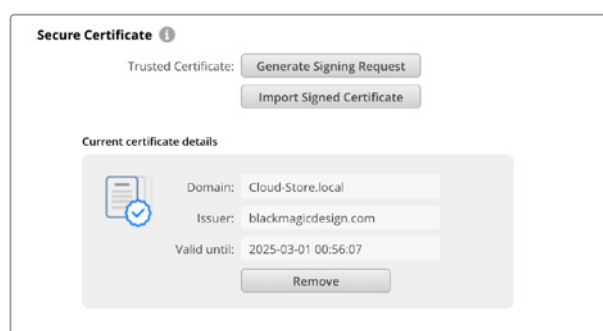 Secure Certificate
Trusted Certificate: Generate Signing Request
Import Signed Certificate
Current certificate details
Domain: Cloud-Store.local
Issuer: blackmagicdesign.com
Valid until: 2025-03-01 00:56:07
Remove